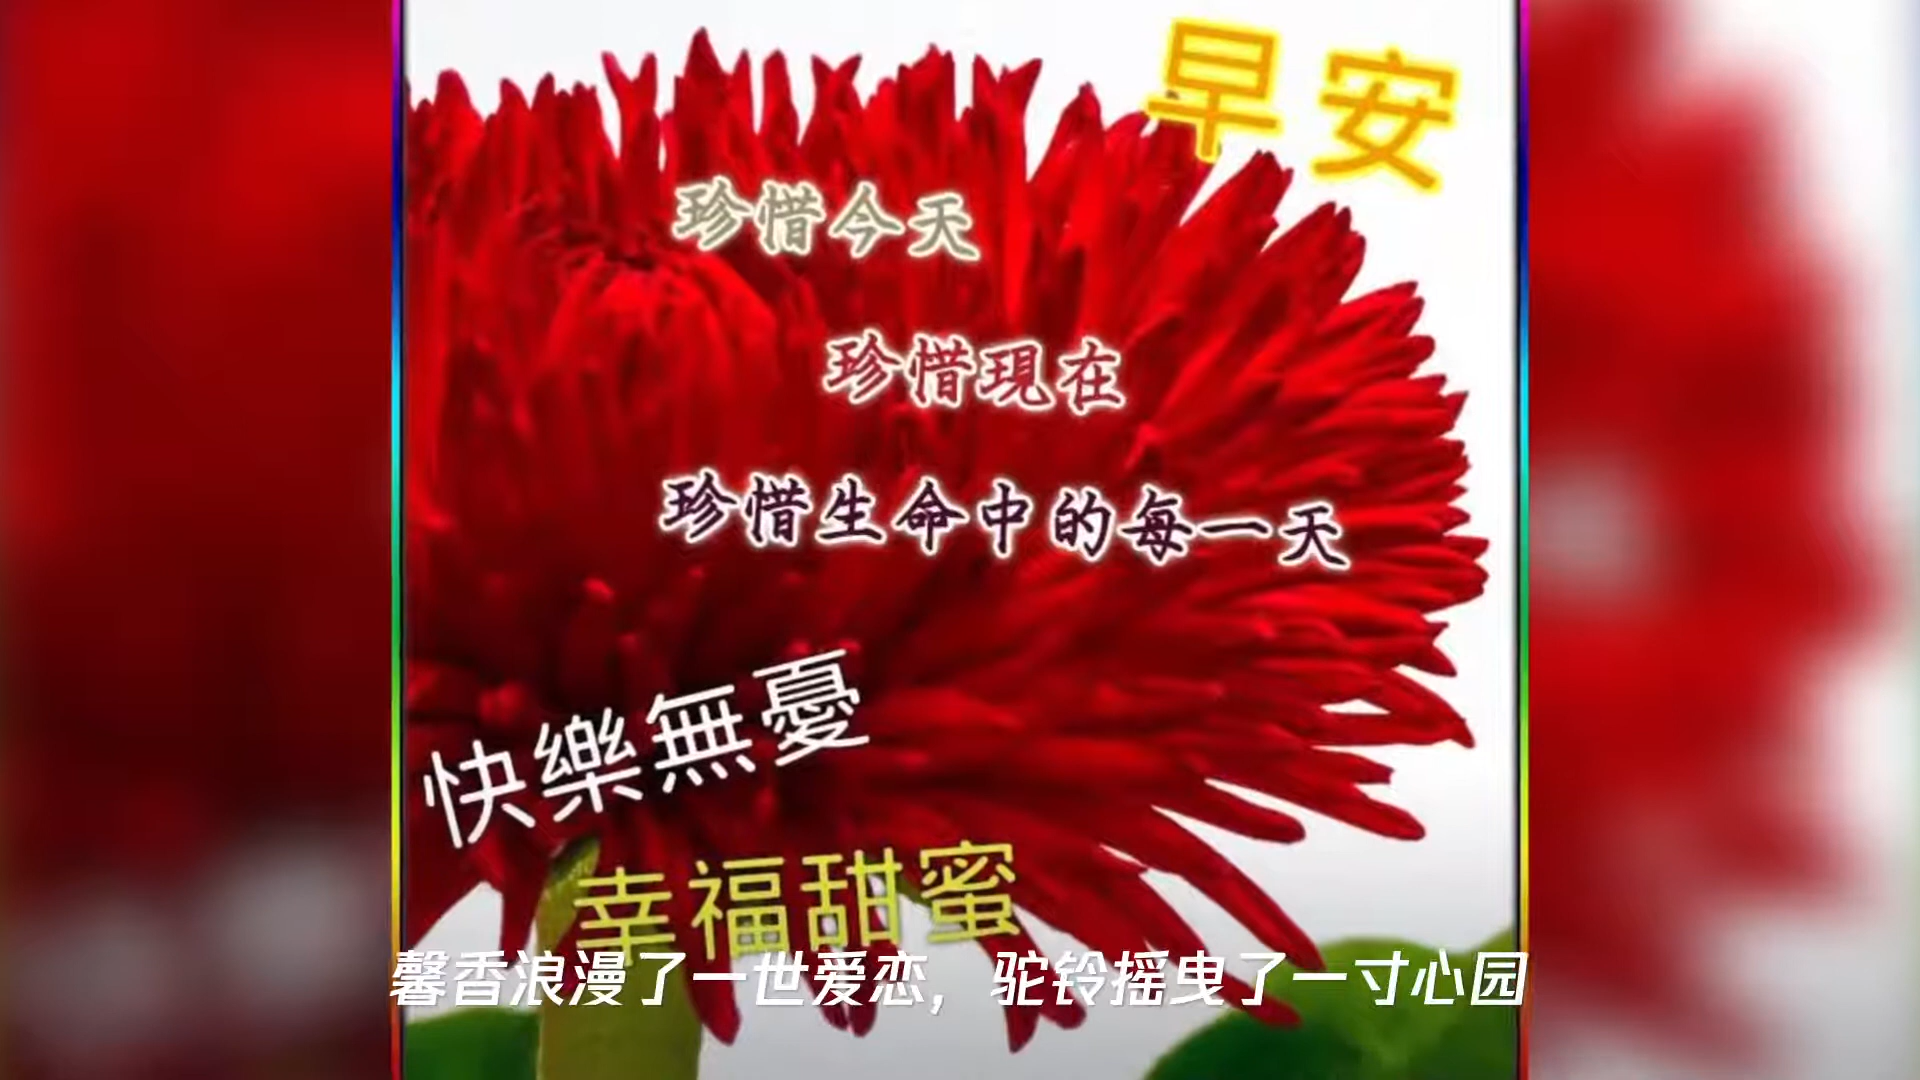 早安
珍惜今天
珍惜現在
珍惜生命中的每一天
快樂無憂
幸福甜蜜
馨香浪漫了一世爱恋，驼铃摇曳了一寸心园